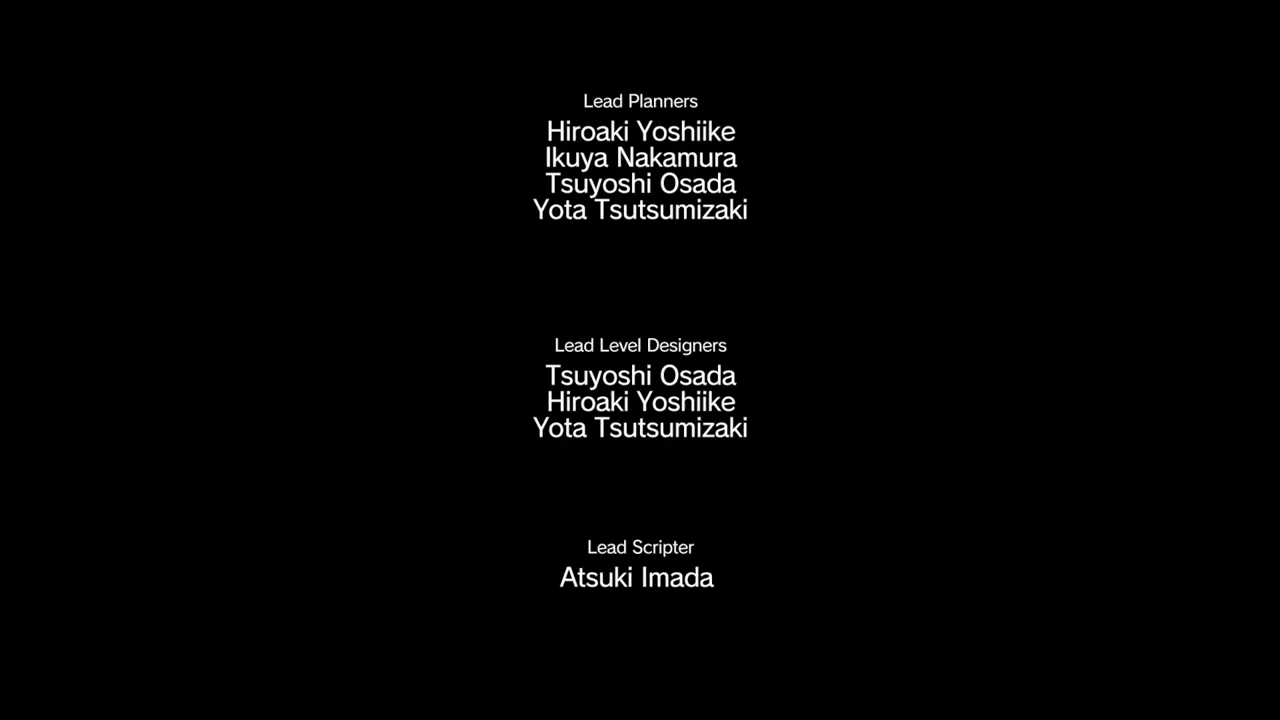 Lead Planners
Hiroaki Yoshiike
Ikuya Nakamura
Tsuyoshi Osada
Yota Tsutsumizaki
Lead Level Designers
Tsuyoshi Osada
Hiroaki Yoshiike
Yota Tsutsumizaki
Lead Scripter
Atsuki Imada